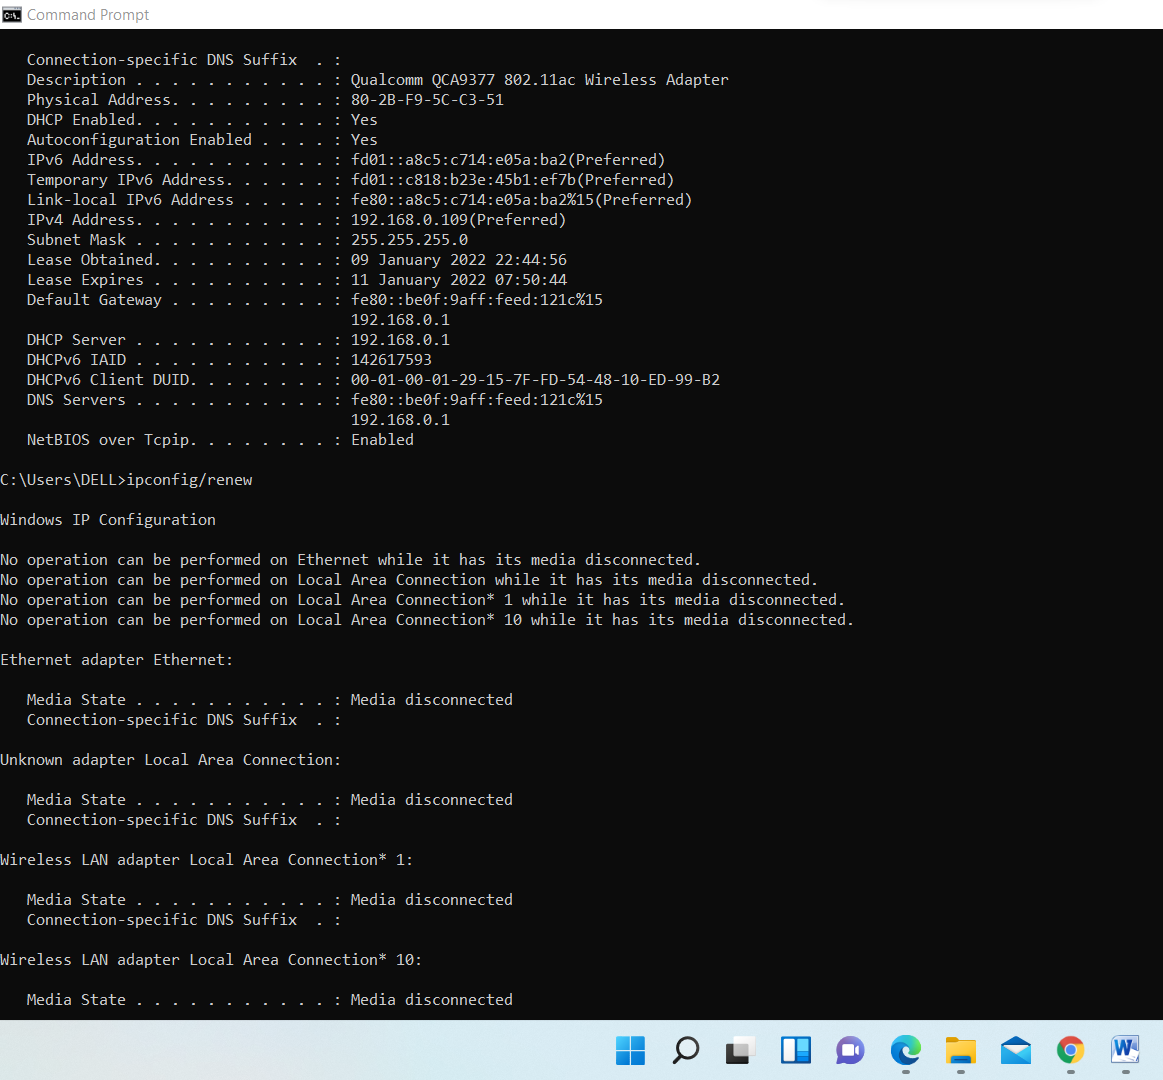 Command Prompt
Connection-specific DNS Suffix  . :
Description . . . . . . . . . . . : Qualcomm QCA9377 802.11ac Wireless Adapter
Physical Address. . . . . . . . . : 80-2B-F9-5C-C3-51
DHCP Enabled. . . . . . . . . . . : Yes
Autoconfiguration Enabled . . . . : Yes
IPv6 Address. . . . . . . . . . . : fd01::a8c5:c714:e05a:ba2(Preferred)
Temporary IPv6 Address. . . . . . : fd01::c818:b23e:45b1:ef7b(Preferred)
Link-local IPv6 Address . . . . . : fe80::a8c5:c714:e05a:ba2%15(Preferred)
IPv4 Address. . . . . . . . . . . : 192.168.0.109(Preferred)
Subnet Mask . . . . . . . . . . . : 255.255.255.0
Lease Obtained. . . . . . . . . . : 09 January 2022 22:44:56
Lease Expires . . . . . . . . . . : 11 January 2022 07:50:44
Default Gateway . . . . . . . . . : fe80::be0f:9aff:feed:121c%15
192.168.0.1
DHCP Server . . . . . . . . . . . : 192.168.0.1
DHCPv6 IAID . . . . . . . . . . . : 142617593
DHCPv6 Client DUID. . . . . . . . : 00-01-00-01-29-15-7F-FD-54-48-10-ED-99-B2
DNS Servers . . . . . . . . . . . : fe80::be0f:9aff:feed:121c%15
192.168.0.1
NetBIOS over Tcpip. . . . . . . . : Enabled
C:\Users\DELL>ipconfig/renew
Windows IP Configuration
No operation can be performed on Ethernet while it has its media disconnected.
No operation can be performed on Local Area Connection while it has its media disconnected.
No operation can be performed on Local Area Connection* 1 while it has its media disconnected.
No operation can be performed on Local Area Connection* 10 while it has its media disconnected.
Ethernet adapter Ethernet:
Media State . . . . . . . . . . . : Media disconnected
Connection-specific DNS Suffix  . :
Unknown adapter Local Area Connection:
Media State . . . . . . . . . . . : Media disconnected
Connection-specific DNS Suffix  . :
Wireless LAN adapter Local Area Connection* 1:
Media State . . . . . . . . . . . : Media disconnected
Connection-specific DNS Suffix  . :
Wireless LAN adapter Local Area Connection* 10:
Media State . . . . . . . . . . . : Media disconnected
W